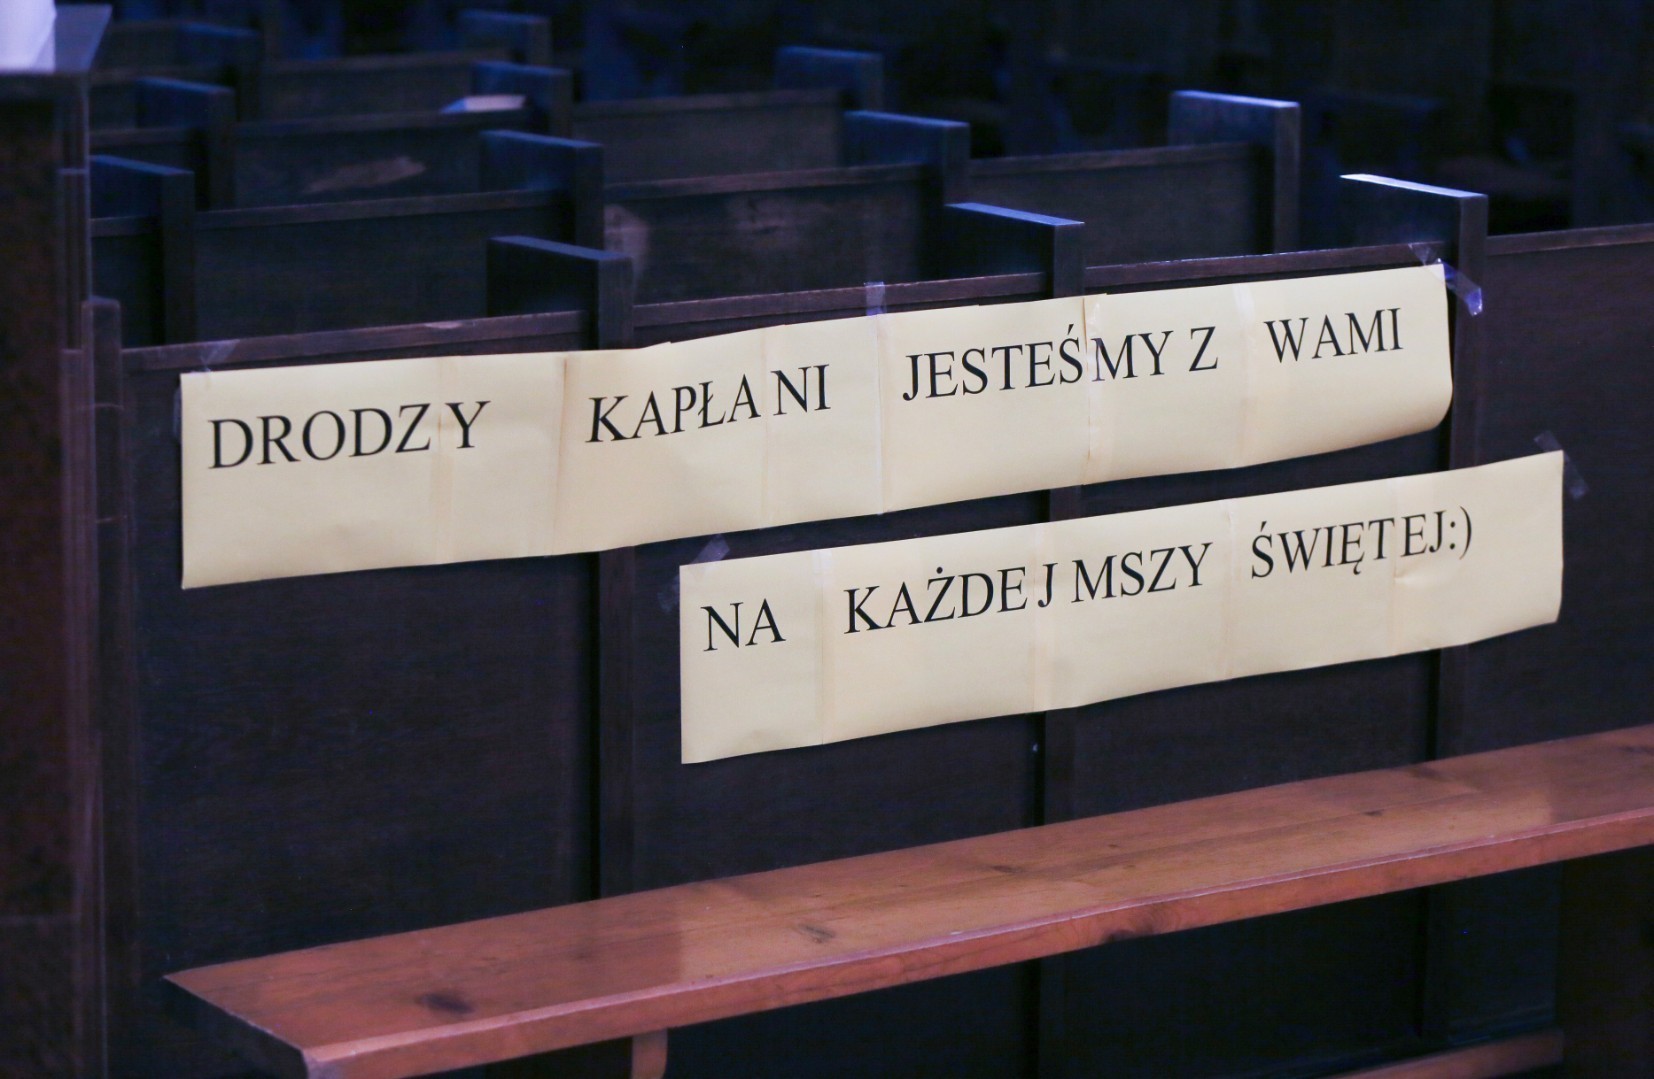 DRODZY KAPŁANI JESTEŚMY Z WAMI
NA KAŻDEJ MSZY ŚWIĘTEJ:)